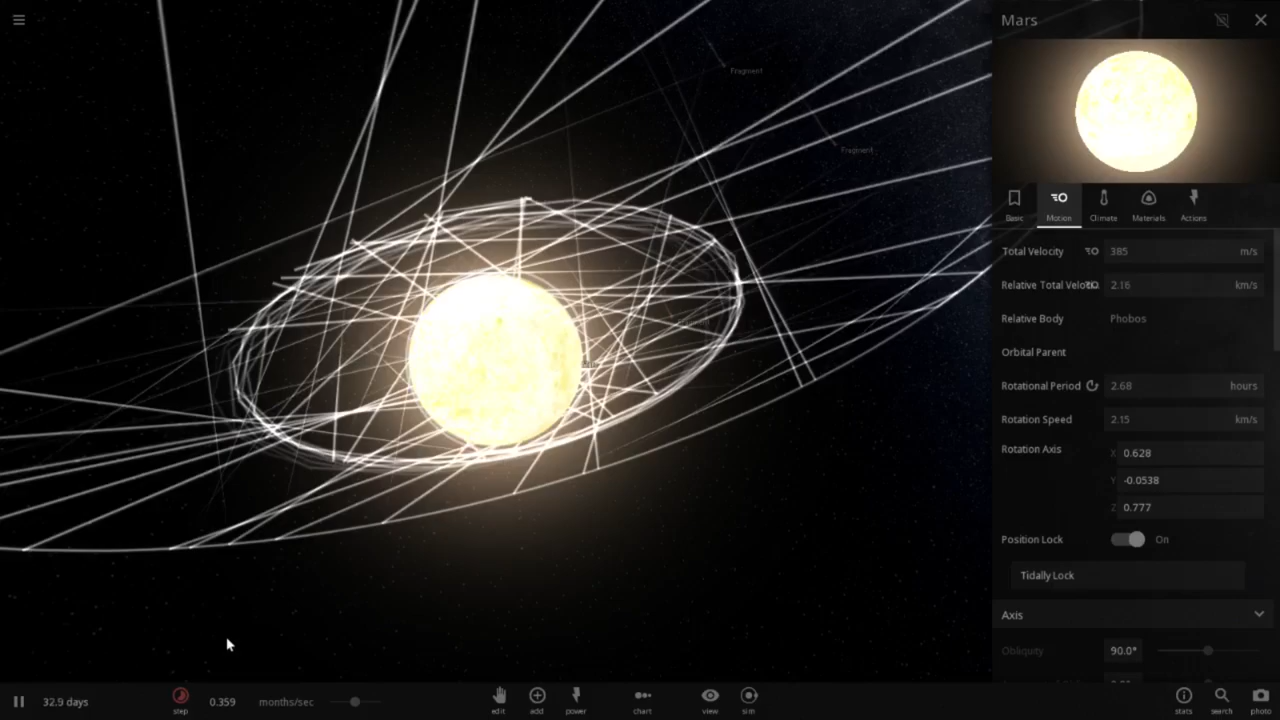 Mars
Fragment
Fragment
Basic Motion Climate Materials Actions
Total Velocity 385 m/s
Relative Total Velo 2.16 km/s
Relative Body Phobos
Orbital Parent
Rotational Period 2.68 hours
Rotation Speed 2.15 km/s
Rotation Axis X 0.628
Y -0.0538
Z 0.777
Position Lock On
Tidally Lock
Axis
Obliquity 90.0°
32.9 days step 0.359 months/sec edit add power chart view sim stats search photo